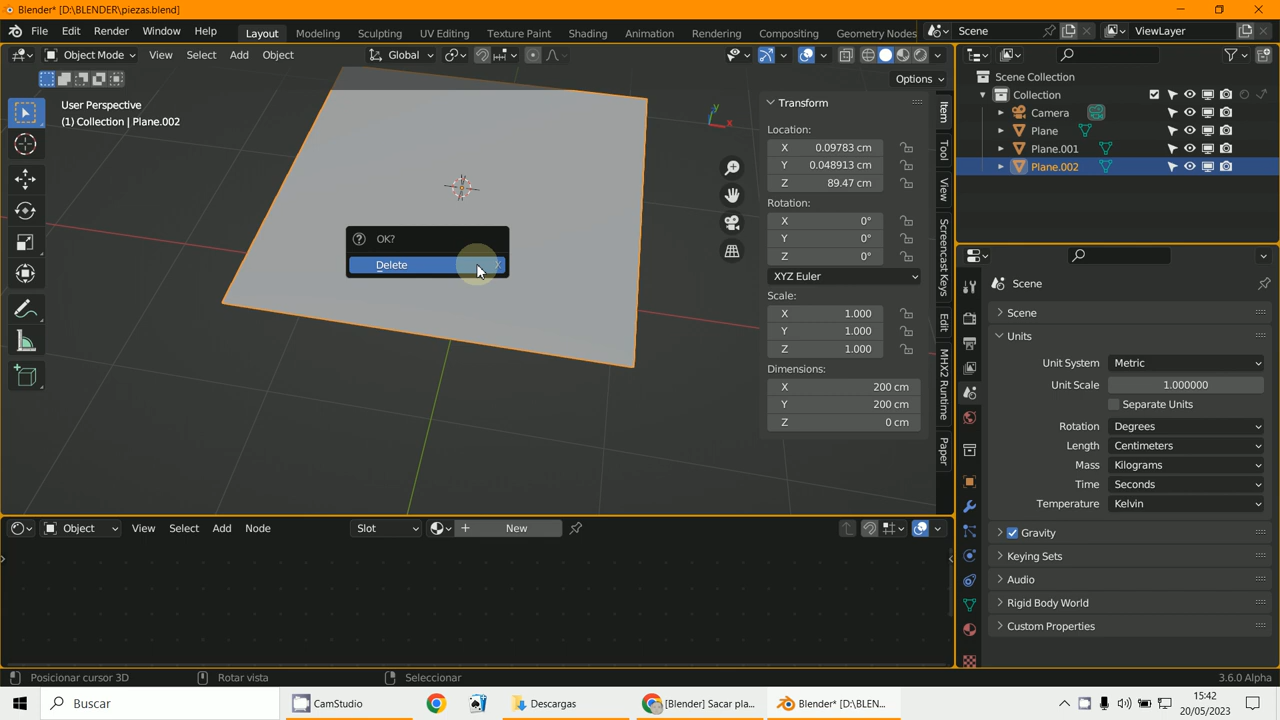 Blender* [D:\BLENDER\piezas.blend]
File Edit Render Window Help Layout Modeling Sculpting UV Editing Texture Paint Shading Animation Rendering Compositing Geometry Nodes Scene ViewLayer
Object Mode View Select Add Object Global
Options
User Perspective
(1) Collection | Plane.002
Y
X
OK?
Delete X
Transform
Location:
X 0.09783 cm
Y 0.048913 cm
Z 89.47 cm
Rotation:
X 0°
Y 0°
Z 0°
XYZ Euler
Scale:
X 1.000
Y 1.000
Z 1.000
Dimensions:
X 200 cm
Y 200 cm
Z 0 cm
Item
Tool
View
Screencast Keys
Edit
MHX2 Runtime
Paper
Scene Collection
Collection
Camera
Plane
Plane.001
Plane.002
Scene
Scene
Units
Unit System Metric
Unit Scale 1.000000
Separate Units
Rotation Degrees
Length Centimeters
Mass Kilograms
Time Seconds
Temperature Kelvin
Gravity
Keying Sets
Audio
Rigid Body World
Custom Properties
Object View Select Add Node Slot New
Posicionar cursor 3D Rotar vista Seleccionar 3.6.0 Alpha
Buscar CamStudio Descargas [Blender] Sacar pla... Blender* [D:\BLEN...
15:42
20/05/2023